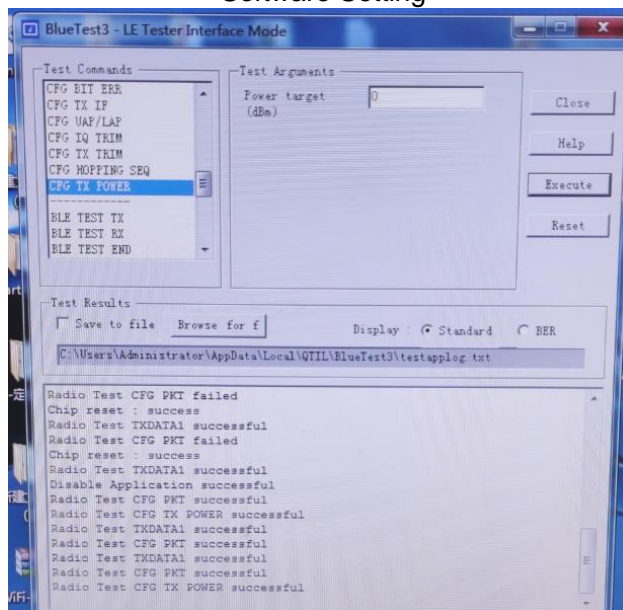 Software Setting
BlueTest3 - LE Tester Interface Mode
Test Commands
CFG BIT ERR
CFG TX IF
CFG UAP/LAP
CFG IQ TRIM
CFG TX TRIM
CFG HOPPING SEQ
CFG TX POWER
------------
BLE TEST TX
BLE TEST RX
BLE TEST END
Test Arguments
Power target
(dBm)
0
Close
Help
Execute
Reset
Test Results
Save to file
Browse for f
Display : Standard BER
C:\Users\Administrator\AppData\Local\QTIL\BlueTest3\testapplog.txt
Radio Test CFG PKT failed
Chip reset : success
Radio Test TXDATA1 successful
Radio Test CFG PKT failed
Chip reset : success
Radio Test TXDATA1 successful
Disable Application successful
Radio Test CFG PKT successful
Radio Test CFG TX POWER successful
Radio Test TXDATA1 successful
Radio Test CFG PKT successful
Radio Test TXDATA1 successful
Radio Test CFG PKT successful
Radio Test CFG TX POWER successful
定
WiFi-